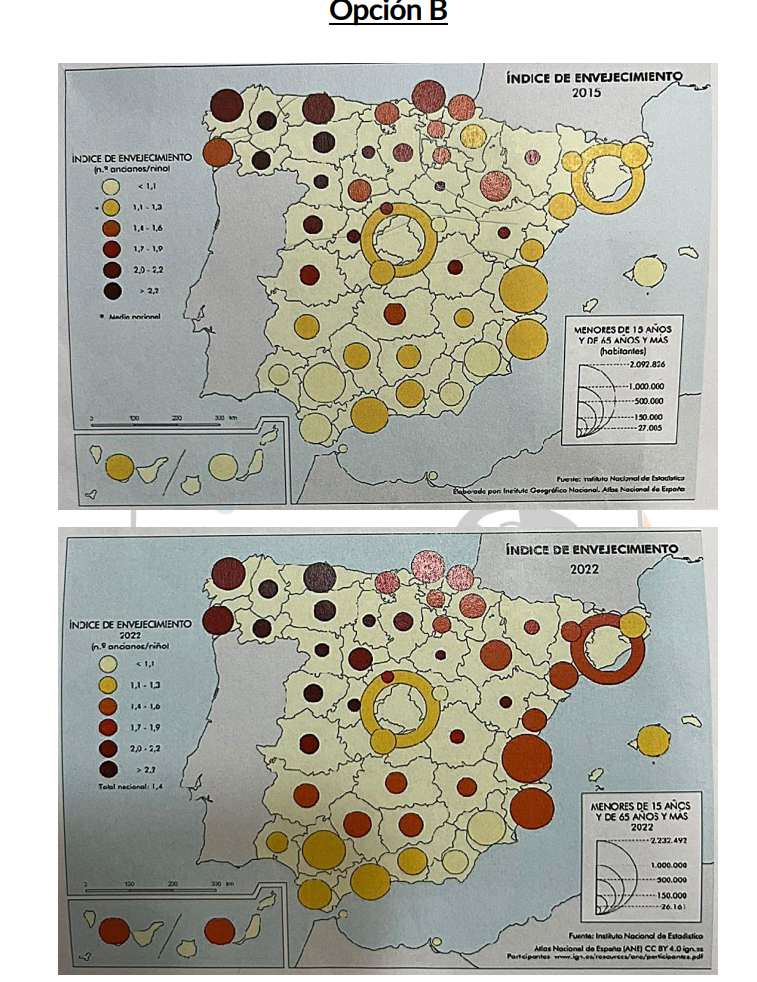 Opción B
ÍNDICE DE ENVEJECIMIENTO
2015
ÍNDICE DE ENVEJECIMIENTO
(n.º ancianos/niño)
< 1,1
1,1 - 1,3
1,4 - 1,6
1,7 - 1,9
2,0 - 2,2
> 2,2
* Media nacional
MENORES DE 15 AÑOS
Y DE 65 AÑOS Y MÁS
(habitantes)
2.092.826
1.000.000
500.000
150.000
27.005
0 100 200 300 km
Fuente: Instituto Nacional de Estadística
Elaborado por: Instituto Geográfico Nacional. Atlas Nacional de España
ÍNDICE DE ENVEJECIMIENTO
2022
ÍNDICE DE ENVEJECIMIENTO
2022
(n.º ancianos/niño)
< 1,1
1,1 - 1,3
1,4 - 1,6
1,7 - 1,9
2,0 - 2,2
> 2,2
Total nacional: 1,4
MENORES DE 15 AÑOS
Y DE 65 AÑOS Y MÁS
2022
2.232.492
1.000.000
500.000
150.000
26.161
0 100 200 300 km
Fuente: Instituto Nacional de Estadística
Atlas Nacional de España (ANE) CC BY 4.0 ign.es
Participantes www.ign.es/resources/ane/participantes.pdf